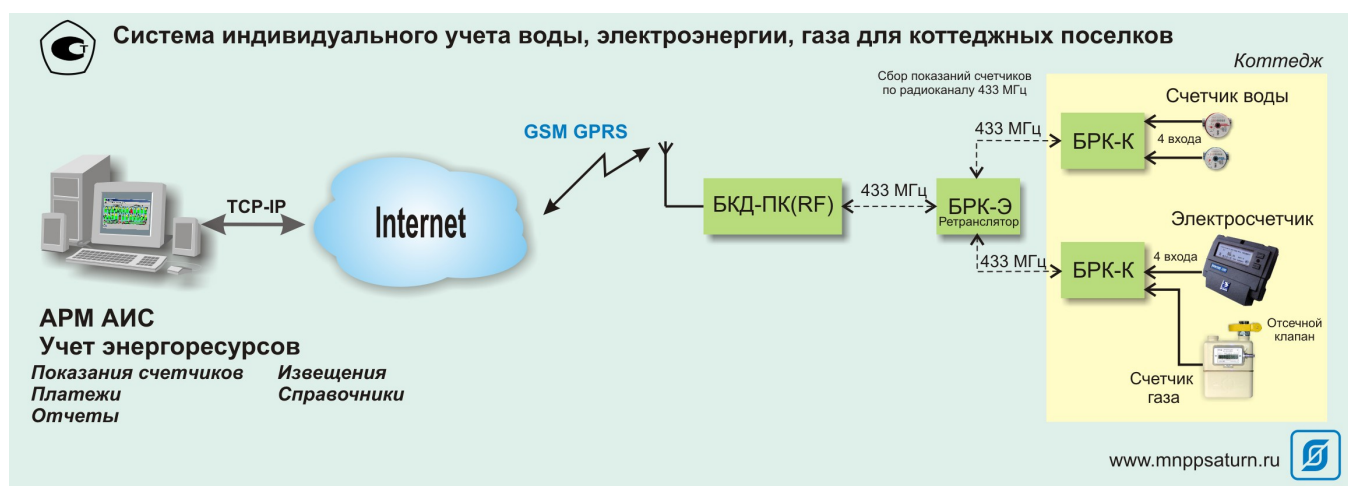 Система индивидуального учета воды, электроэнергии, газа для коттеджных поселков
Коттедж
Сбор показаний счетчиков
по радиоканалу 433 МГц
Счетчик воды
GSM GPRS
433 МГц
БРК-К
4 входа
TCP-IP
Internet
БКД-ПК(RF)
433 МГц
БРК-Э
Ретранслятор
Электросчетчик
433 МГц
БРК-К
4 входа
АРМ АИС
Учет энергоресурсов
Отсечной
клапан
Показания счетчиков Извещения
Платежи Справочники
Отчеты
Счетчик
газа
www.mnppsaturn.ru